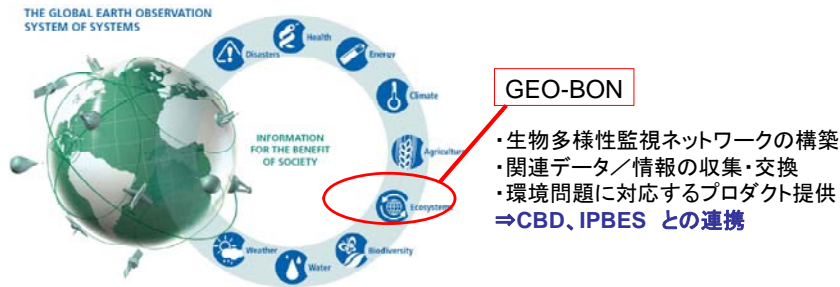 THE GLOBAL EARTH OBSERVATION
SYSTEM OF SYSTEMS
Disasters
Health
Energy
Climate
Agriculture
Ecosystems
Biodiversity
Water
Weather
INFORMATION
FOR THE BENEFIT
OF SOCIETY
GEO-BON
・生物多様性監視ネットワークの構築
・関連データ／情報の収集・交換
・環境問題に対応するプロダクト提供
⇒CBD、IPBES との連携